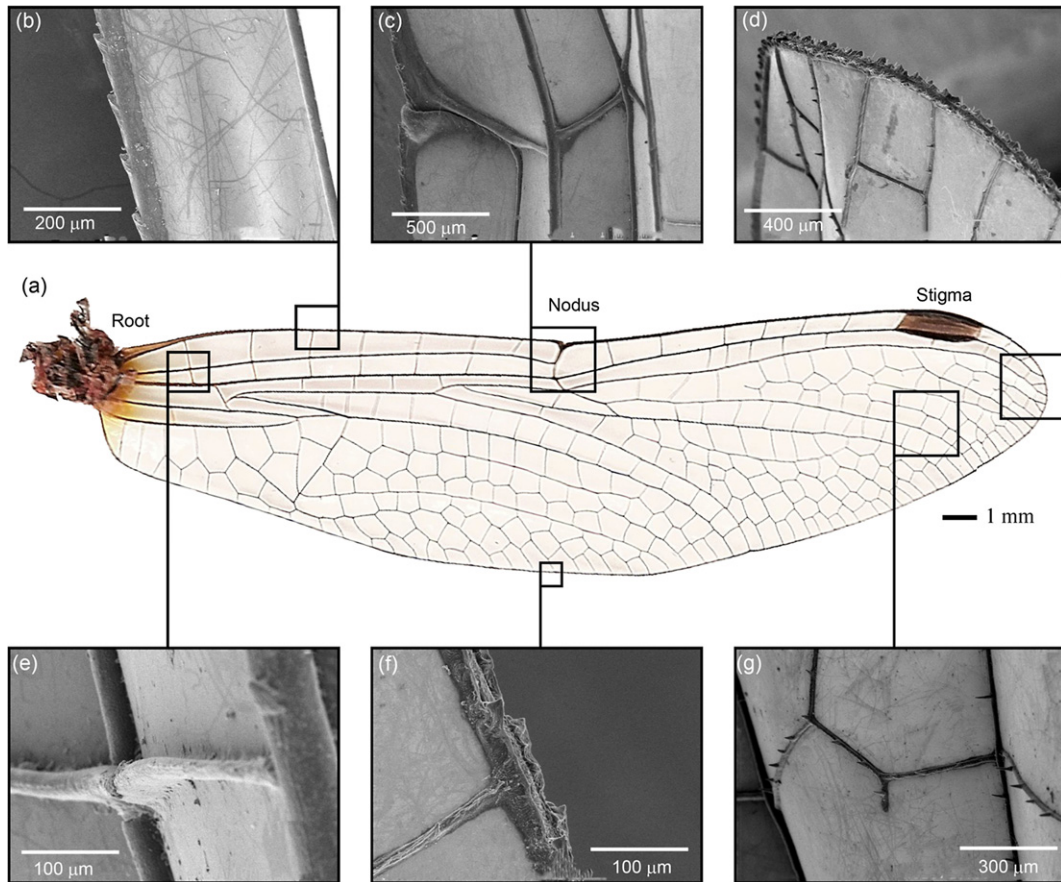 (b)
200 μm
(c)
500 μm
(d)
400 μm
(a)
Root
Nodus
Stigma
1 mm
(e)
100 μm
(f)
100 μm
(g)
300 μm